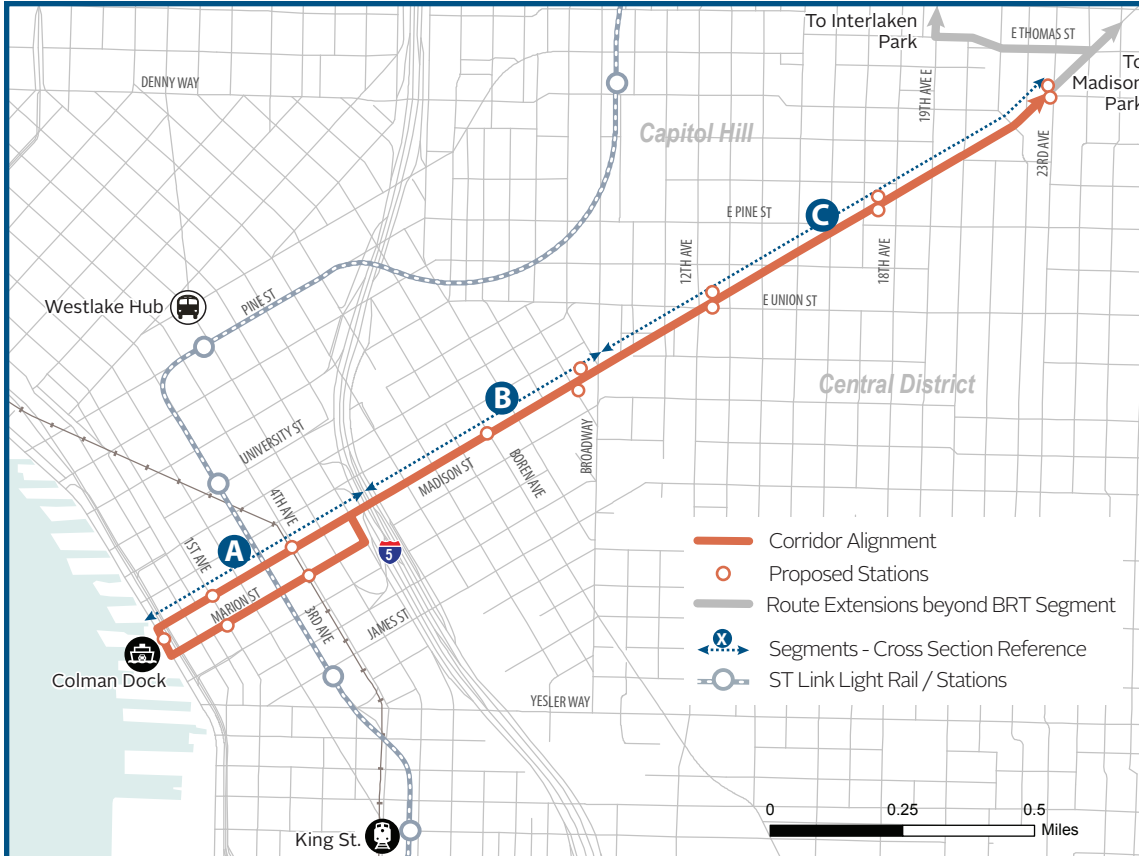 To Interlaken
Park
E THOMAS ST
To
Madison
Park
DENNY WAY
19TH AVE E
Capitol Hill
23RD AVE
E PINE ST
C
12TH AVE
18TH AVE
E UNION ST
Westlake Hub
PINE ST
Central District
B
UNIVERSITY ST
BROADWAY
BOREN AVE
MADISON ST
4TH AVE
A
1ST AVE
5
MARION ST
3RD AVE
JAMES ST
Colman Dock
YESLER WAY
King St.
Corridor Alignment
Proposed Stations
Route Extensions beyond BRT Segment
X
Segments - Cross Section Reference
ST Link Light Rail / Stations
0 0.25 0.5
Miles